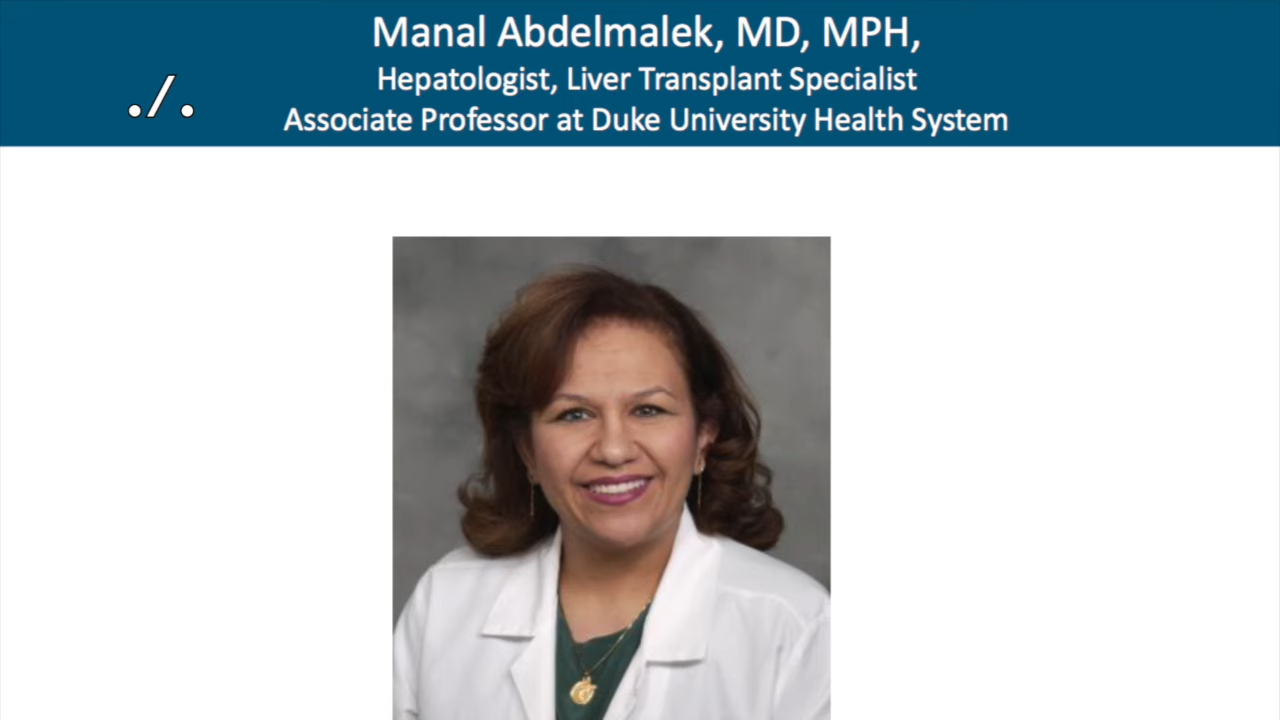 Manal Abdelmalek, MD, MPH,
Hepatologist, Liver Transplant Specialist
./.
Associate Professor at Duke University Health System